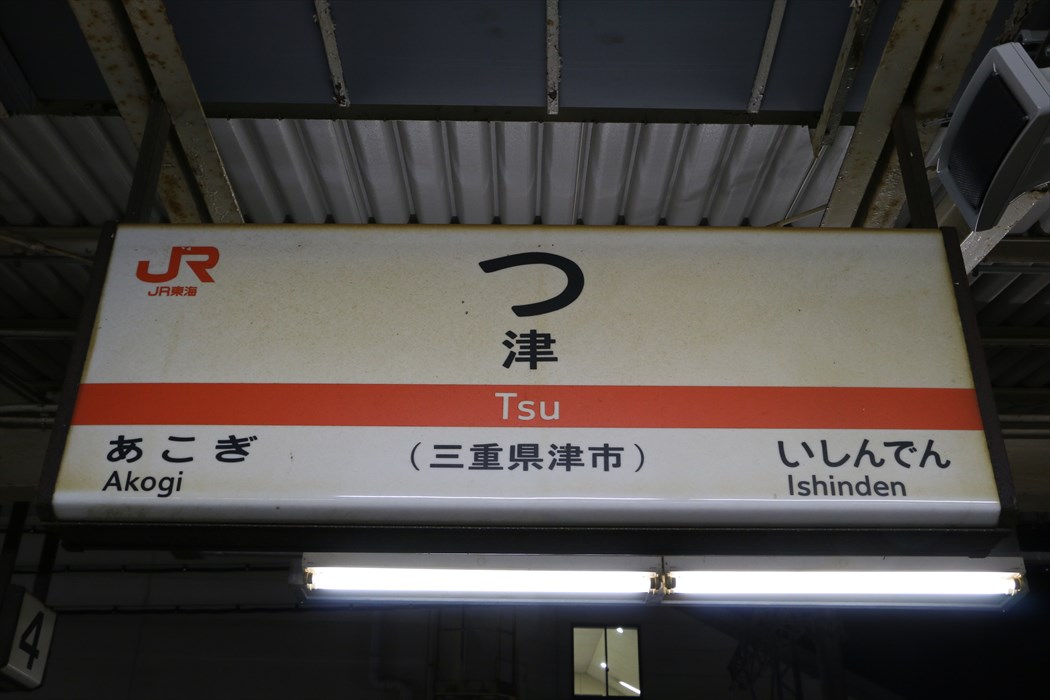 JR
JR東海
つ
津
Tsu
あこぎ
Akogi
(三重県津市)
いしんでん
Ishinden
4